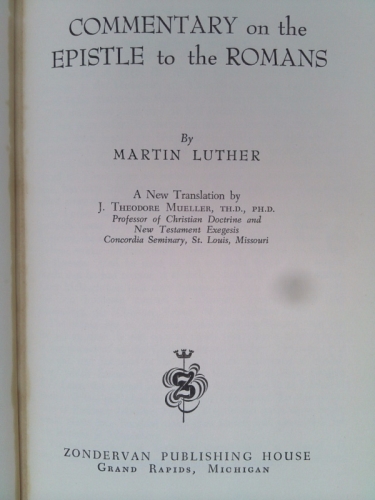 COMMENTARY on the
EPISTLE to the ROMANS
By
MARTIN LUTHER
A New Translation by
J. THEODORE MUELLER, TH.D., PH.D.
Professor of Christian Doctrine and
New Testament Exegesis
Concordia Seminary, St. Louis, Missouri
Z
ZONDERVAN PUBLISHING HOUSE
GRAND RAPIDS, MICHIGAN